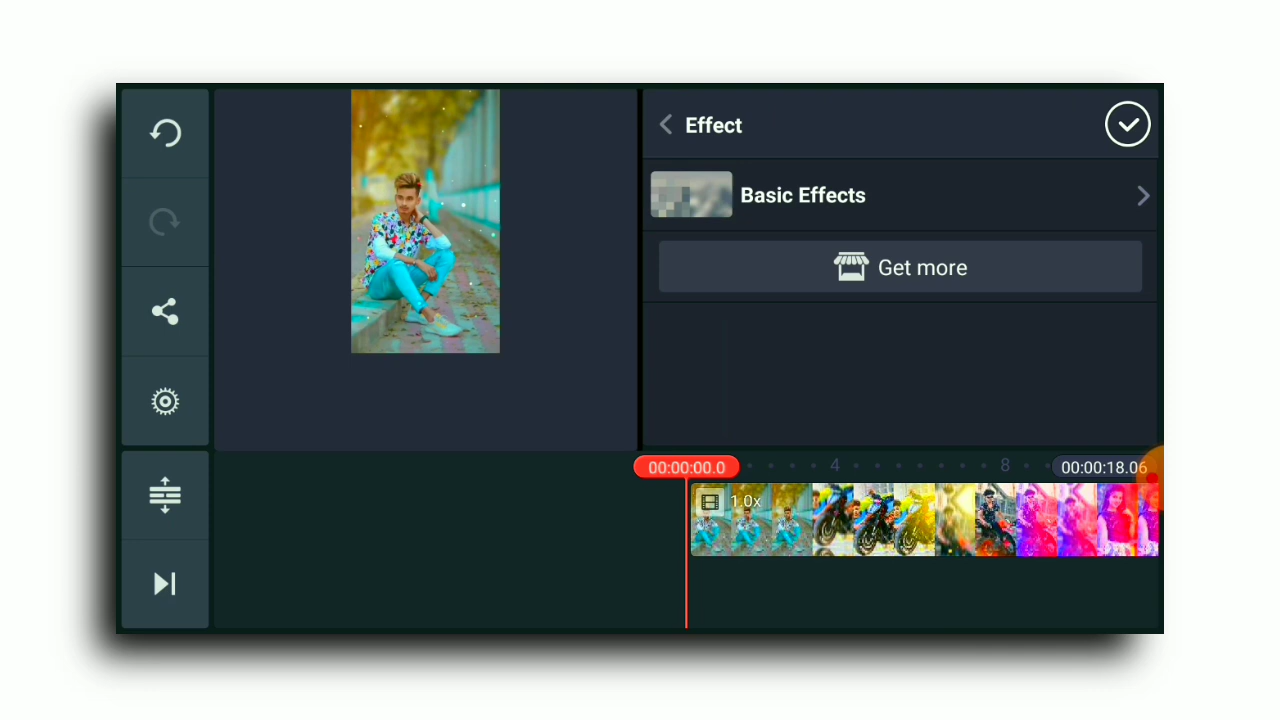 Effect
Basic Effects
Get more
00:00:00.0
4
8
00:00:18.06
1.0x